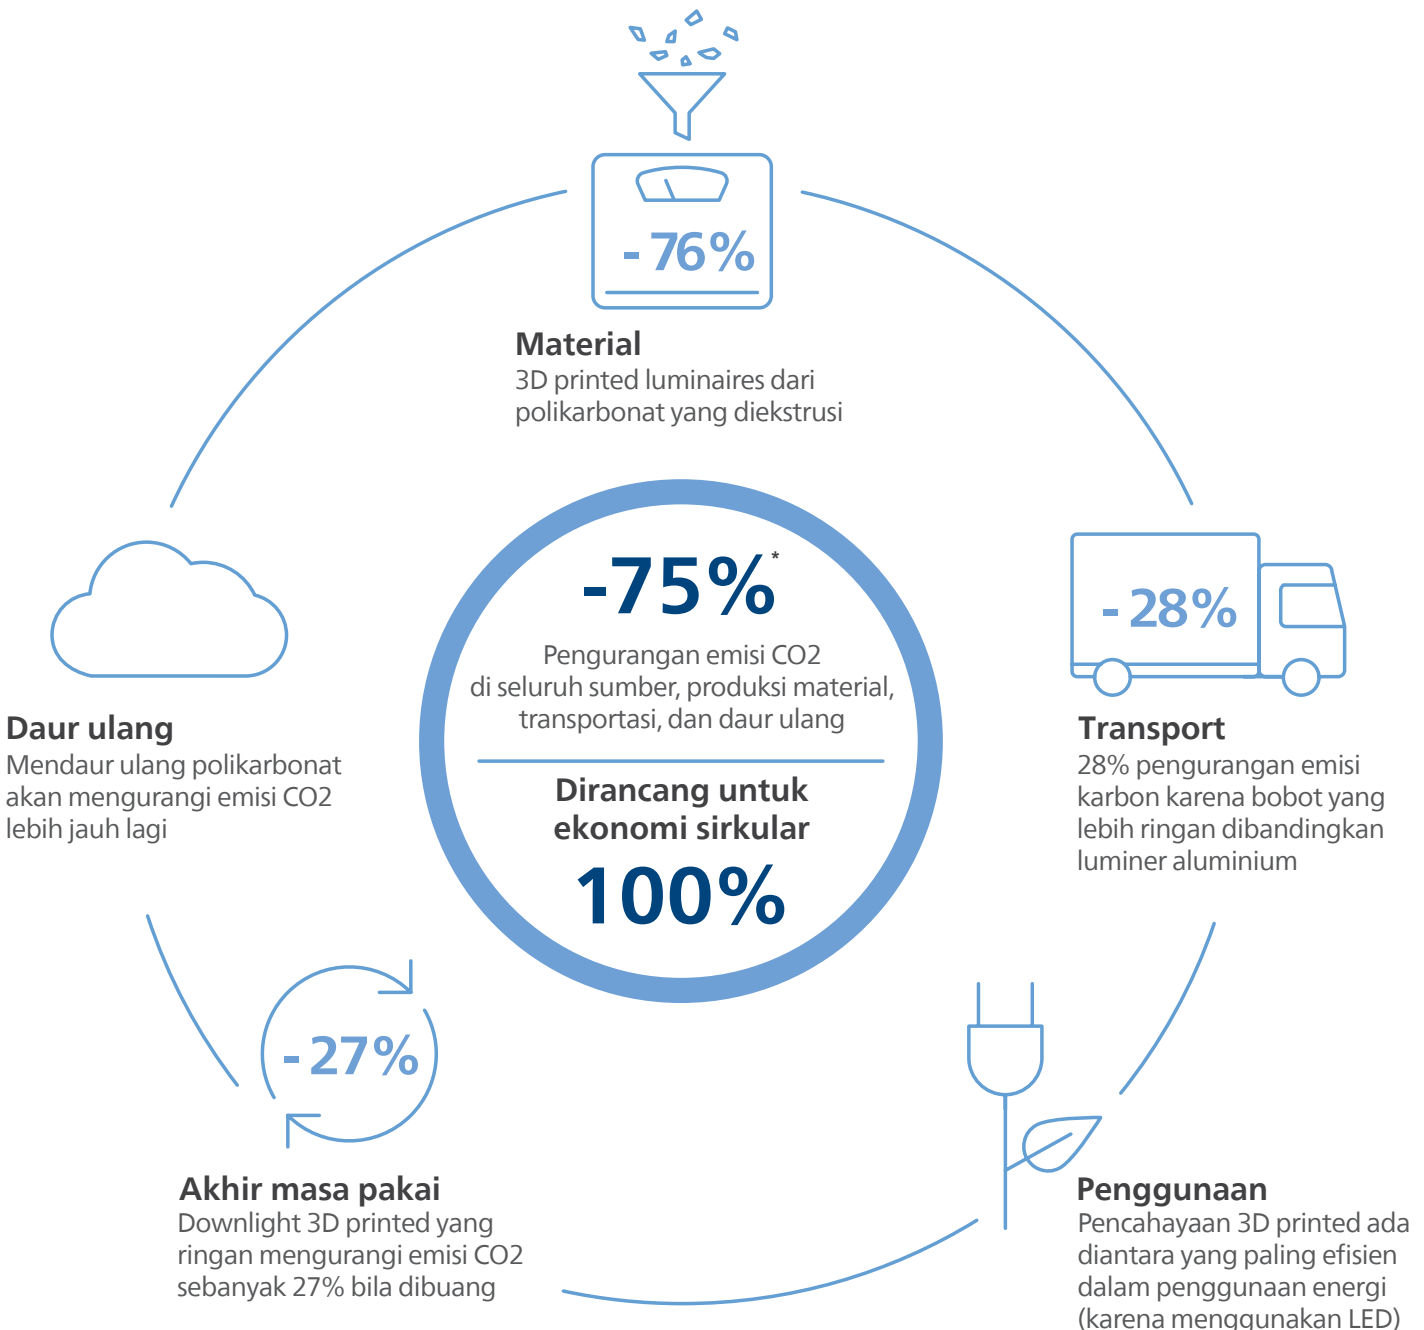 - 76%
Material
3D printed luminaires dari
polikarbonat yang diekstrusi
-75%*
Pengurangan emisi CO2
di seluruh sumber, produksi material,
transportasi, dan daur ulang
Dirancang untuk
ekonomi sirkular
100%
- 28%
Transport
28% pengurangan emisi
karbon karena bobot yang
lebih ringan dibandingkan
luminer aluminium
Penggunaan
Pencahayaan 3D printed ada
diantara yang paling efisien
dalam penggunaan energi
(karena menggunakan LED)
- 27%
Akhir masa pakai
Downlight 3D printed yang
ringan mengurangi emisi CO2
sebanyak 27% bila dibuang
Daur ulang
Mendaur ulang polikarbonat
akan mengurangi emisi CO2
lebih jauh lagi